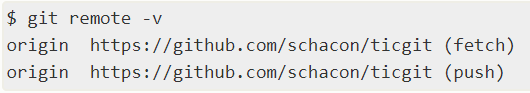 $ git remote -v
origin  https://github.com/schacon/ticgit (fetch)
origin  https://github.com/schacon/ticgit (push)